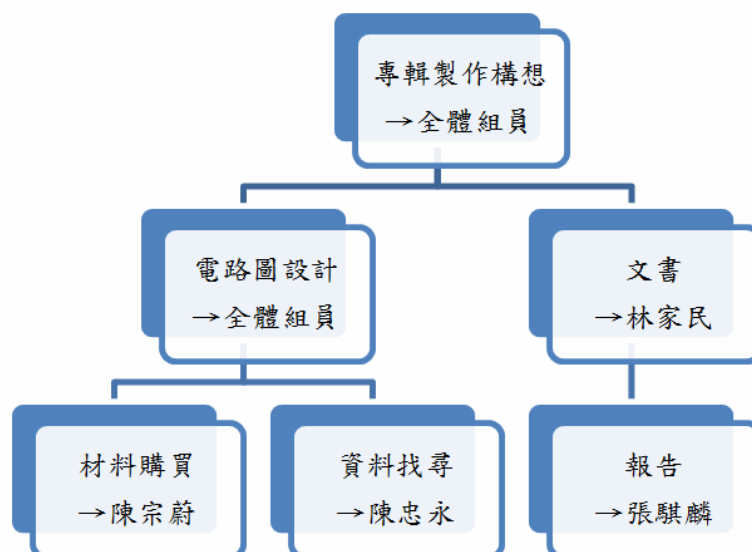 專輯製作構想
→全體組員
電路圖設計
→全體組員
文書
→林家民
材料購買
→陳宗蔚
資料找尋
→陳忠永
報告
→張騏麟